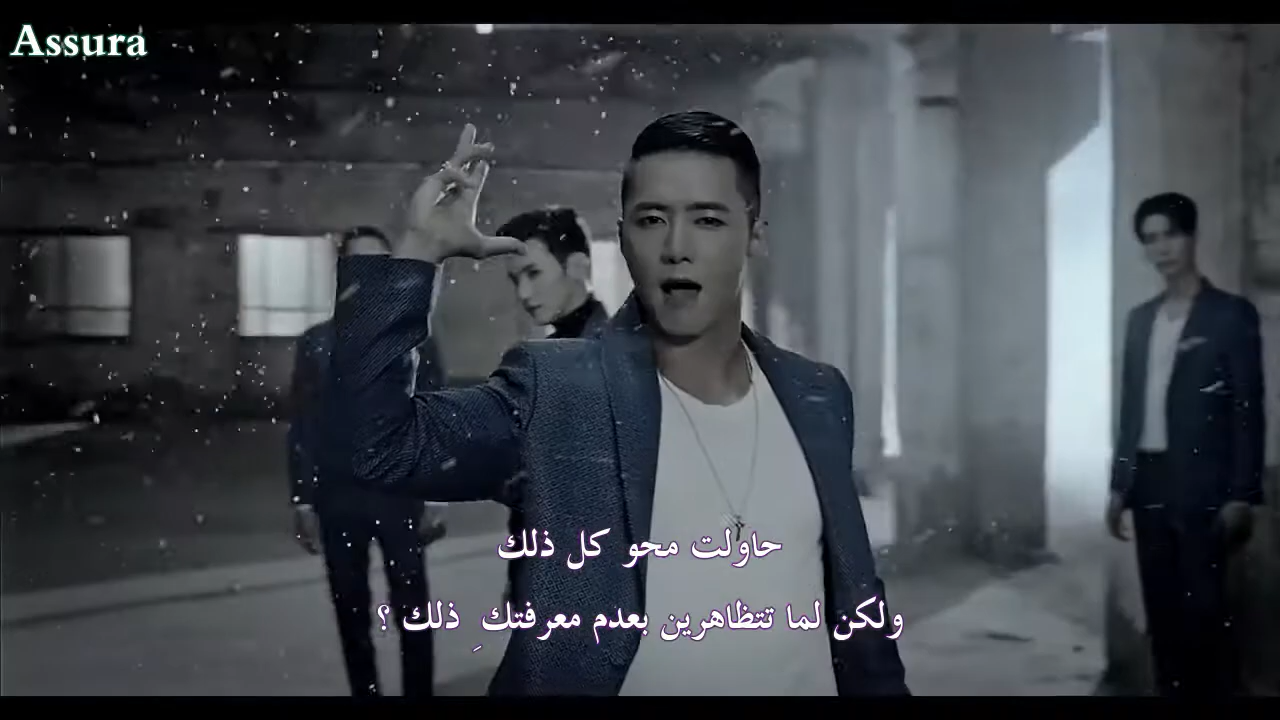 Assura
حاولت محو كل ذلك
ولكن لما تتظاهرين بعدم معرفتكِ ذلك ؟